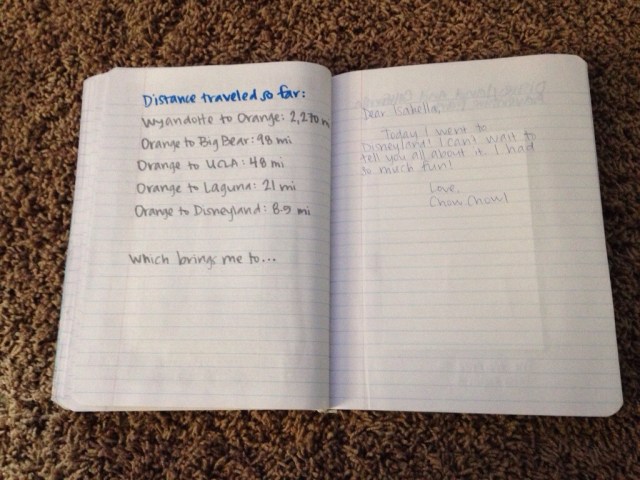 Distance traveled so far:
Wyandotte to Orange: 2,270 m
Orange to Big Bear: 98 mi
Orange to UCLA: 48 mi
Orange to Laguna: 21 mi
Orange to Disneyland: 8.9 mi
Which brings me to...
Dear Isabella,
Today I went to
Disneyland! I can't wait to
tell you all about it. I had
so much fun!
Love,
Chow Chow!